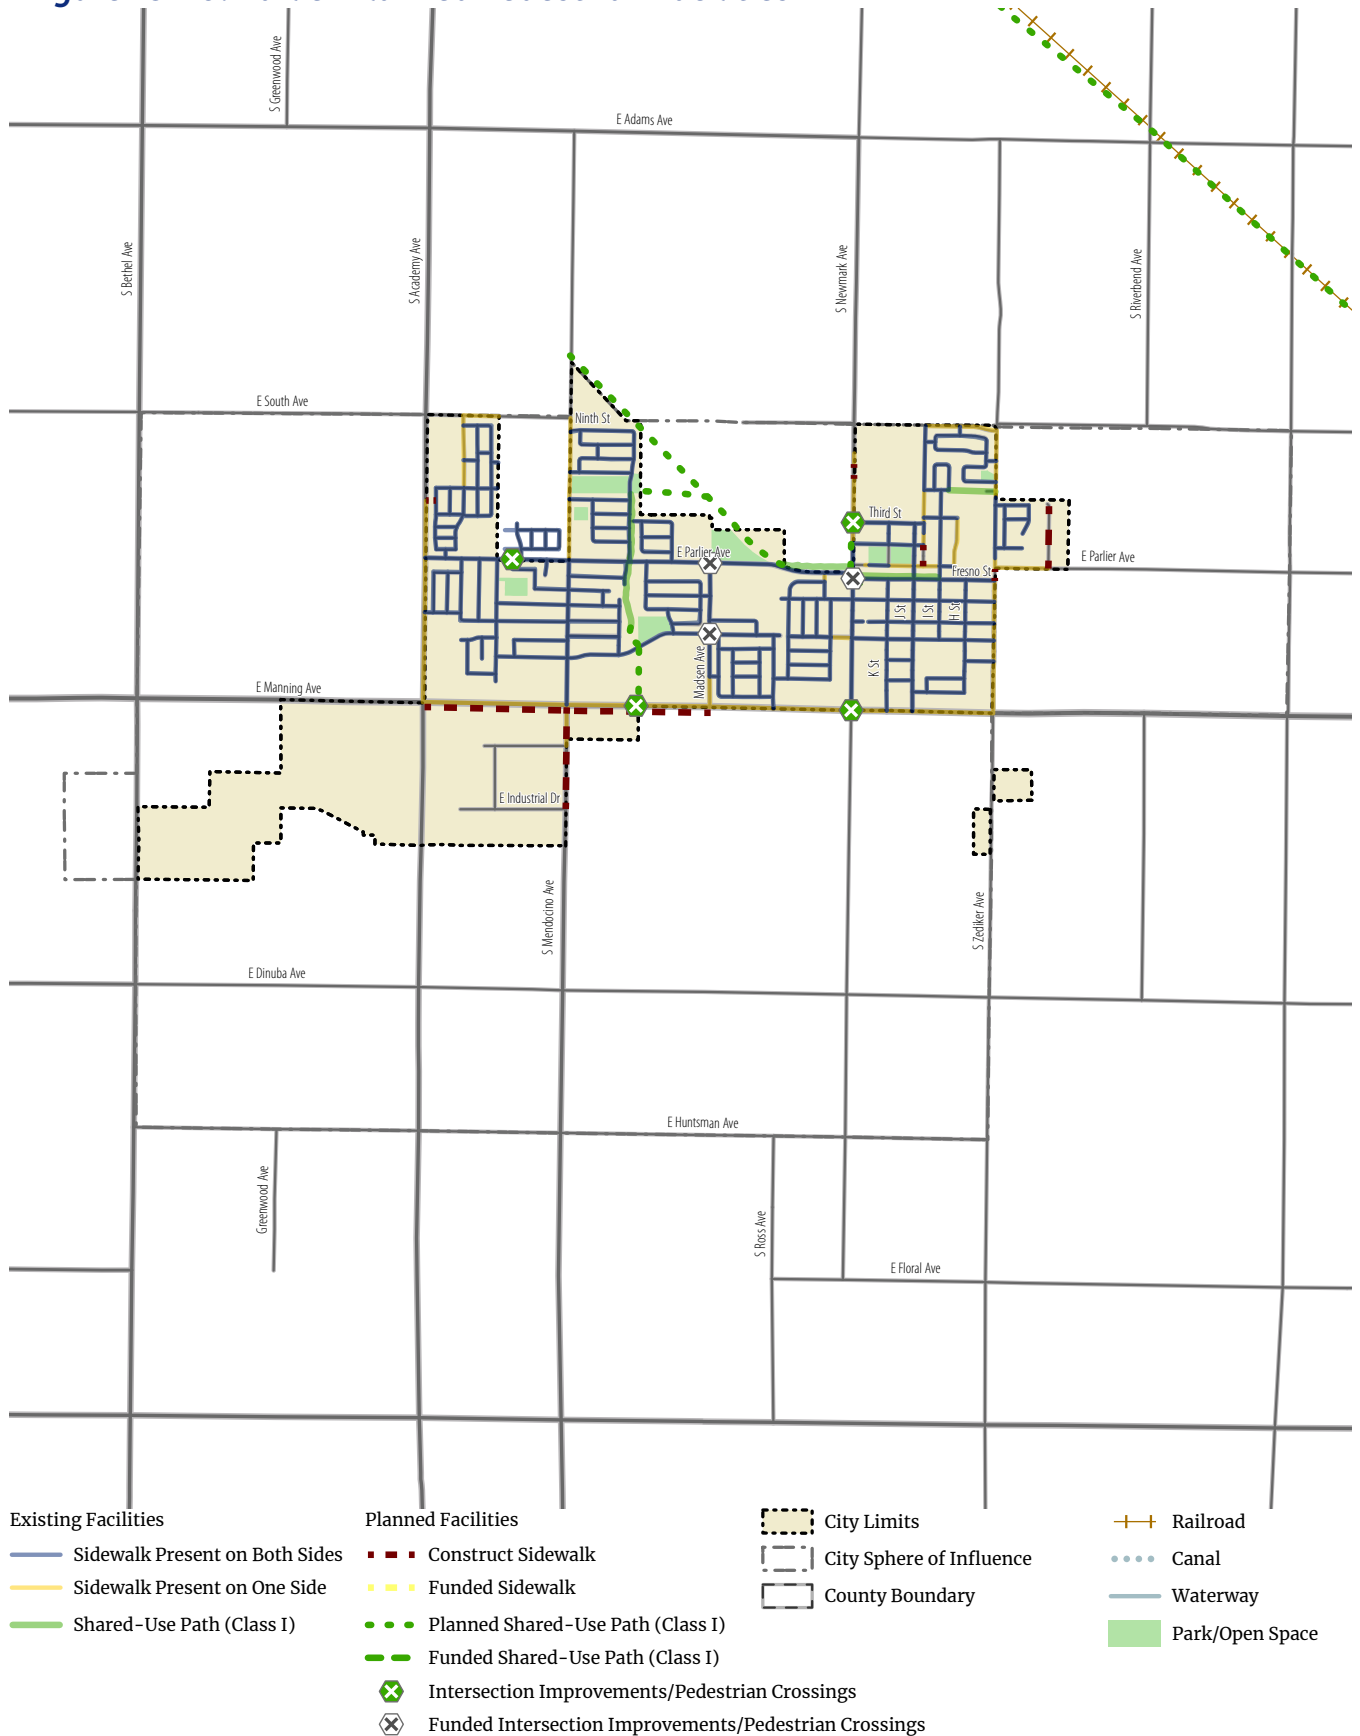 S Greenwood Ave
E Adams Ave
S Bethel Ave
S Academy Ave
S Newmark Ave
S Riverbend Ave
E South Ave
Ninth St
Third St
E Parlier Ave
E Parlier Ave
Fresno St
J St
I St
H St
K St
Madsen Ave
E Manning Ave
E Industrial Dr
S Mendocino Ave
S Zediker Ave
E Dinuba Ave
E Huntsman Ave
Greenwood Ave
S Ross Ave
E Floral Ave
Existing Facilities
Sidewalk Present on Both Sides
Sidewalk Present on One Side
Shared-Use Path (Class I)
Planned Facilities
Construct Sidewalk
Funded Sidewalk
Planned Shared-Use Path (Class I)
Funded Shared-Use Path (Class I)
Intersection Improvements/Pedestrian Crossings
Funded Intersection Improvements/Pedestrian Crossings
City Limits
City Sphere of Influence
County Boundary
Railroad
Canal
Waterway
Park/Open Space